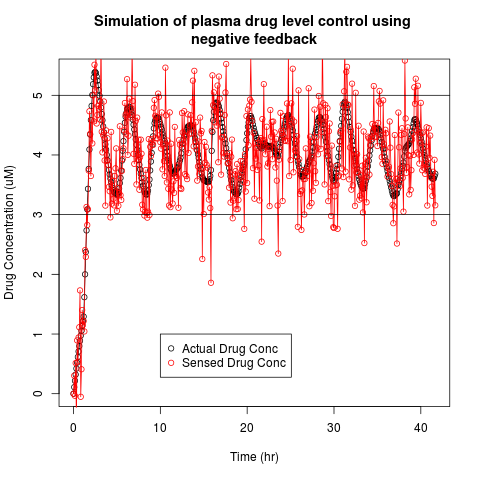 Simulation of plasma drug level control using
negative feedback
Drug Concentration (uM)
5
4
3
2
1
0
Actual Drug Conc
Sensed Drug Conc
0 10 20 30 40
Time (hr)